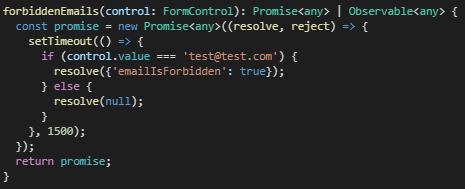 forbiddenEmails(control: FormControl): Promise<any> | Observable<any> {
  const promise = new Promise<any>((resolve, reject) => {
    setTimeout(() => {
      if (control.value === 'test@test.com') {
        resolve({'emailIsForbidden': true});
      } else {
        resolve(null);
      }
    }, 1500);
  });
  return promise;
}